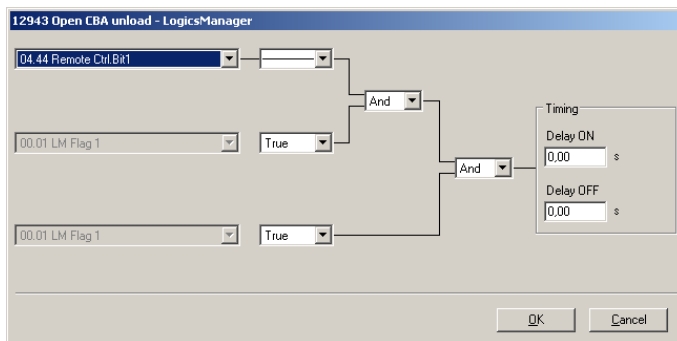 12943 Open CBA unload - LogicsManager
04.44 Remote Ctrl.Bit1
And
Timing
Delay ON
00.01 LM Flag 1 True
0,00 s
And
Delay OFF
0,00 s
00.01 LM Flag 1 True
OK Cancel